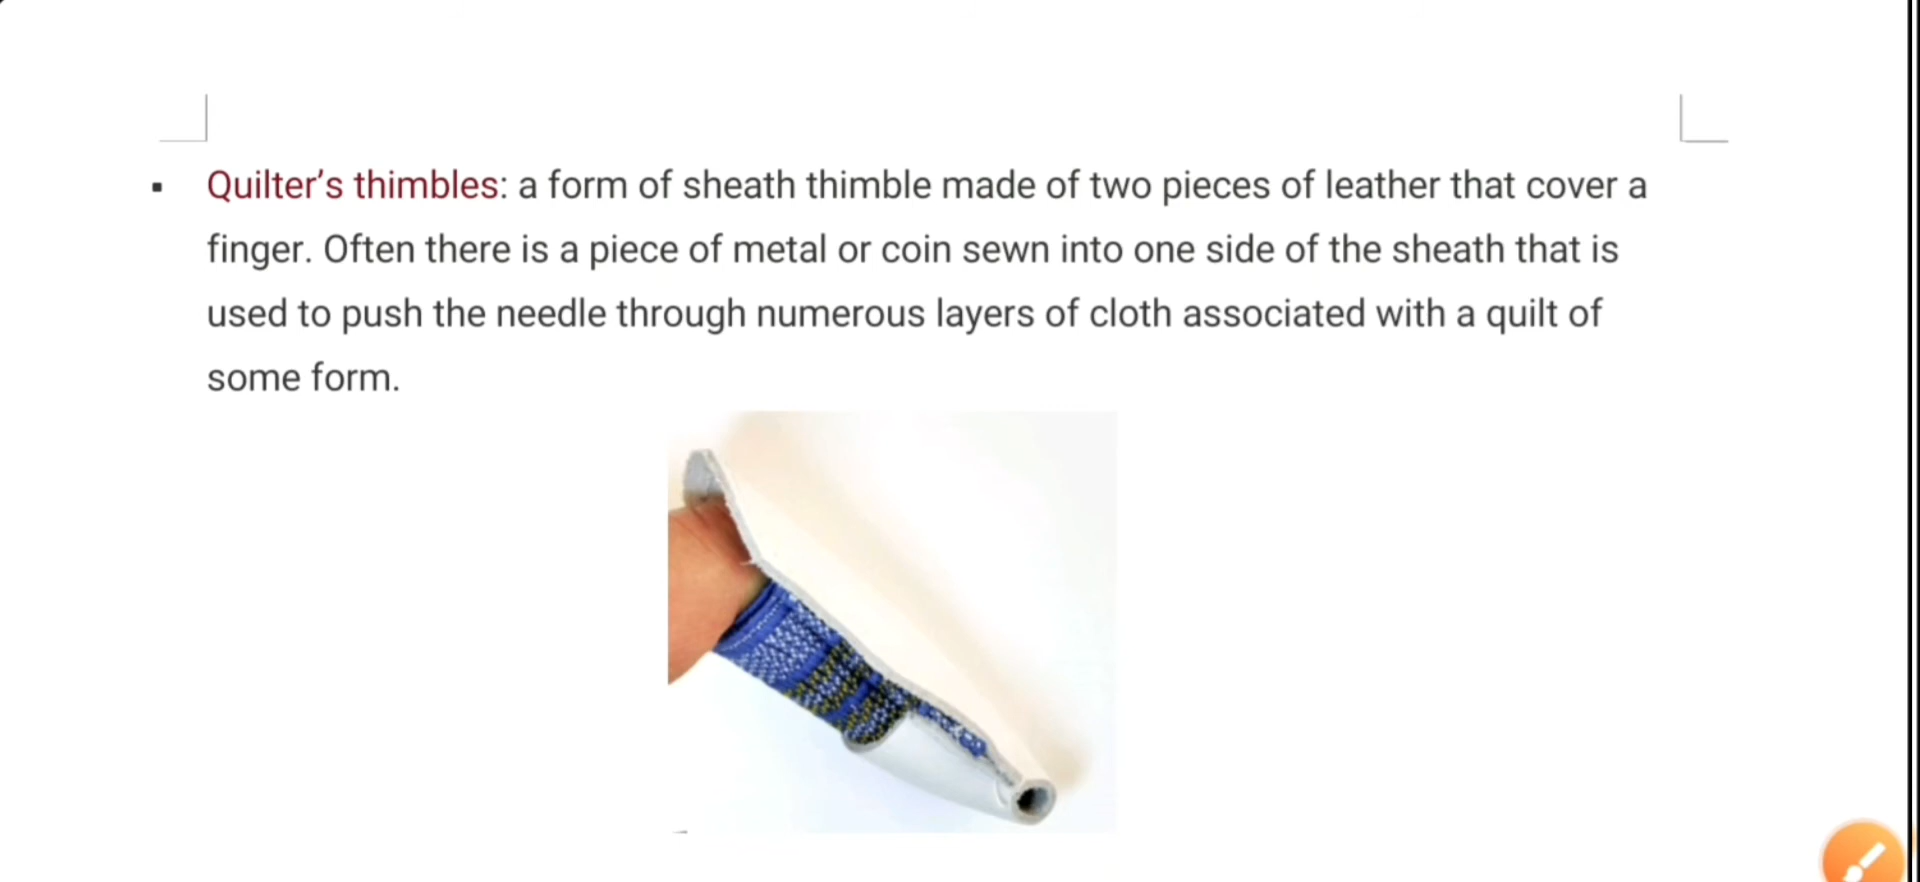 ▪ Quilter's thimbles: a form of sheath thimble made of two pieces of leather that cover a
finger. Often there is a piece of metal or coin sewn into one side of the sheath that is
used to push the needle through numerous layers of cloth associated with a quilt of
some form.